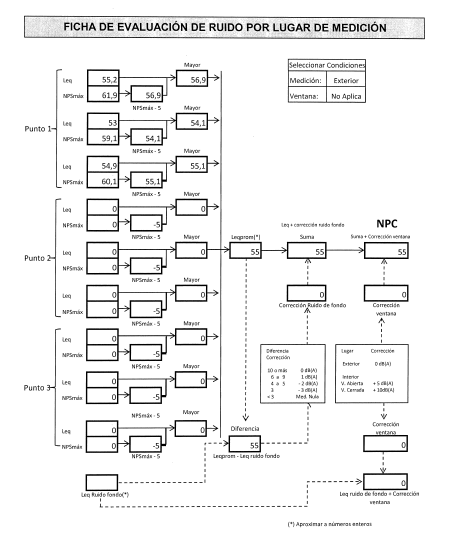 FICHA DE EVALUACIÓN DE RUIDO POR LUGAR DE MEDICIÓN
Mayor
Leq 55,2 56,9
NPSmáx 61,9 56,9
NPSmáx - 5
Mayor
Punto 1
Leq 53 54,1
NPSmáx 59,1 54,1
NPSmáx - 5
Mayor
Leq 54,9 55,1
NPSmáx 60,1 55,1
NPSmáx - 5
Seleccionar Condiciones
Medición: Exterior
Ventana: No Aplica
Mayor
Leq 0 0
NPSmáx 0 -5
NPSmáx - 5
Mayor
Punto 2
Leq 0 0
NPSmáx 0 -5
NPSmáx - 5
Mayor
Leq 0 0
NPSmáx 0 -5
NPSmáx - 5
Leqprom(*)
55
Leq + corrección ruido fondo
Suma
55
NPC
Suma + Corrección ventana
55
0
Corrección Ruido de fondo
0
Corrección
ventana
Mayor
Leq 0 0
NPSmáx 0 -5
NPSmáx - 5
Mayor
Punto 3
Leq 0 0
NPSmáx 0 -5
NPSmáx - 5
Mayor
Leq 0 0
NPSmáx 0 -5
NPSmáx - 5
Diferencia
Corrección
10 o más 0 dB(A)
6 a 9 1 dB(A)
4 a 5 - 2 dB(A)
3 - 3 dB(A)
< 3 Med. Nula
Lugar Corrección
Exterior 0 dB(A)
Interior
V. Abierta + 5 dB(A)
V. Cerrada + 10dB(A)
Diferencia
55
Leqprom - Leq ruido fondo
Corrección
ventana
0
Leq Ruido fondo(*)
0
Leq ruido de fondo + Corrección
ventana
(*) Aproximar a números enteros